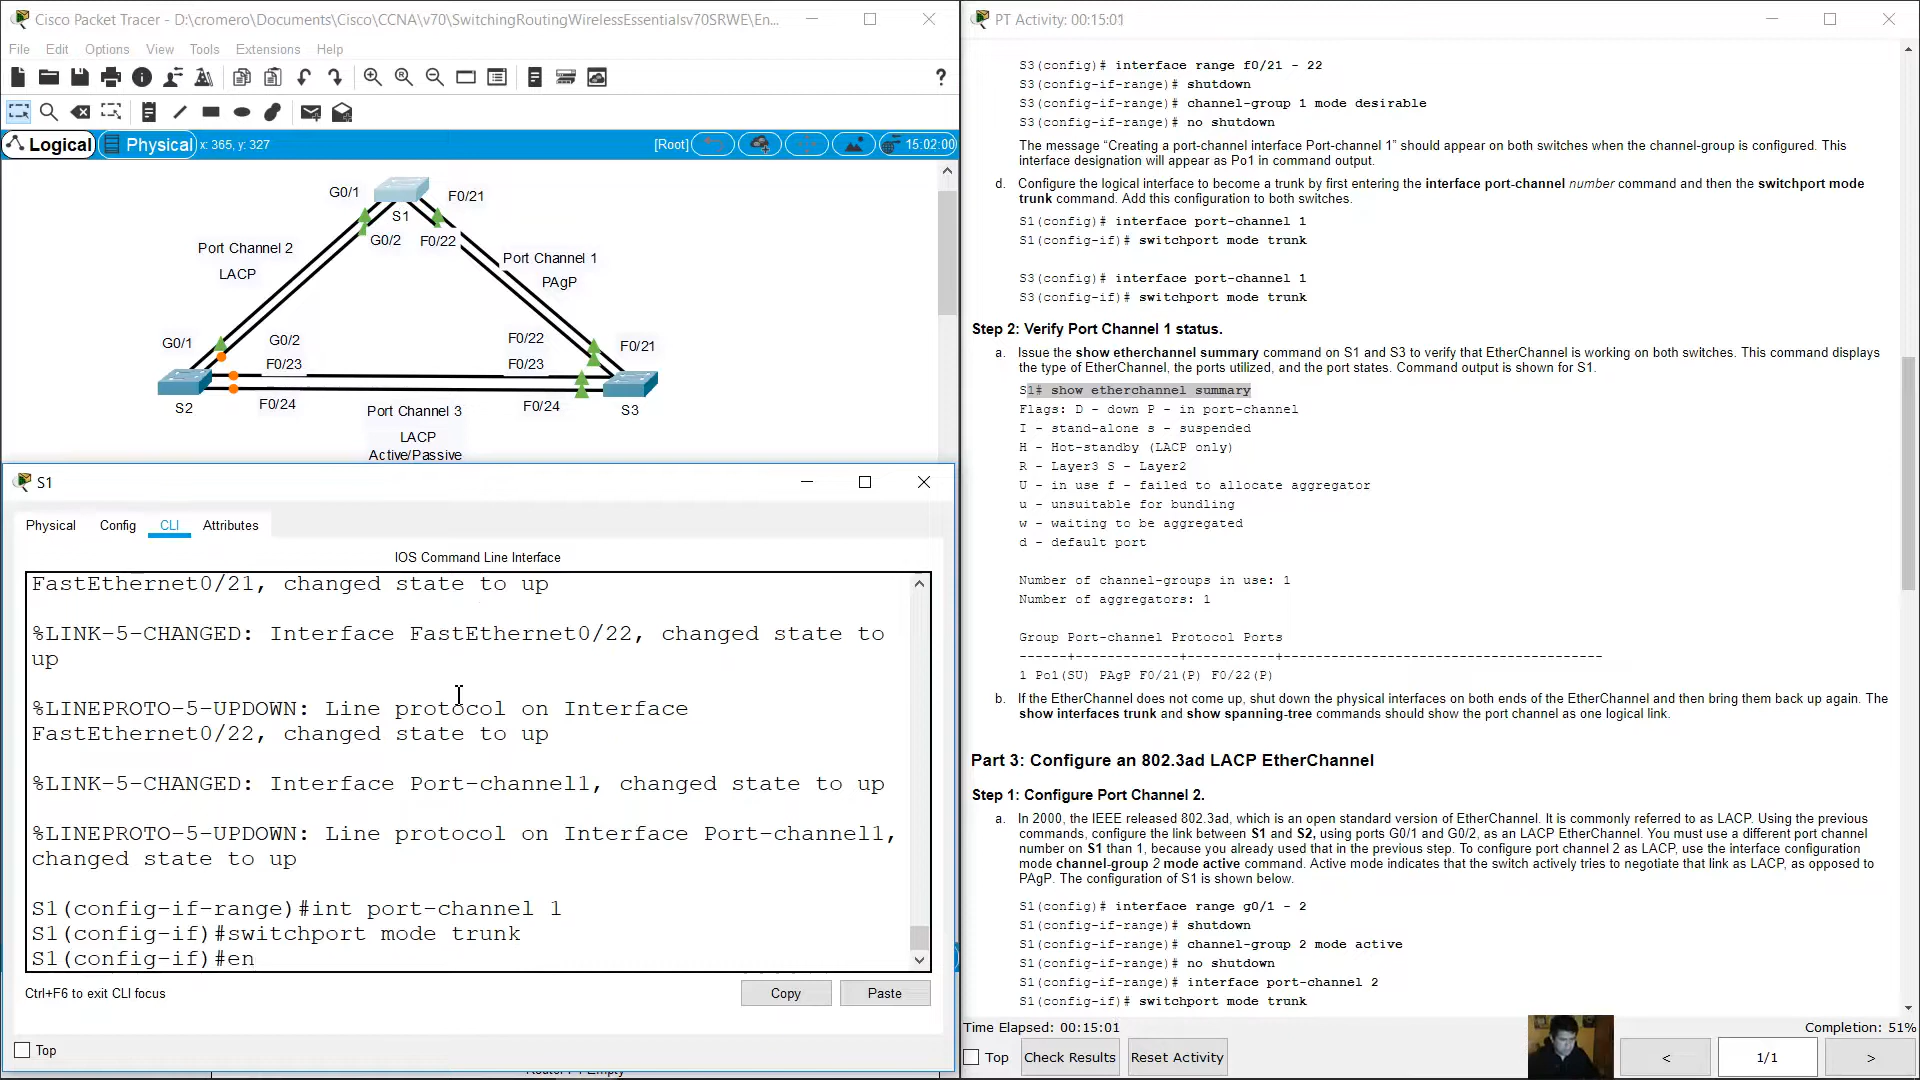 Cisco Packet Tracer - D:\cromero\Documents\Cisco\CCNA\v70\SwitchingRoutingWirelessEssentialsv70SRWE\En...
File Edit Options View Tools Extensions Help
?
Logical Physical x: 365, y: 327 [Root] 15:02:00
G0/1
F0/21
S1
G0/2 F0/22
Port Channel 2
LACP
Port Channel 1
PAgP
G0/1
G0/2
F0/22
F0/21
F0/23
F0/23
S2
F0/24
Port Channel 3
F0/24
S3
LACP
Active/Passive
S1
Physical Config CLI Attributes
IOS Command Line Interface
FastEthernet0/21, changed state to up
%LINK-5-CHANGED: Interface FastEthernet0/22, changed state to
up
%LINEPROTO-5-UPDOWN: Line protocol on Interface
FastEthernet0/22, changed state to up
%LINK-5-CHANGED: Interface Port-channel1, changed state to up
%LINEPROTO-5-UPDOWN: Line protocol on Interface Port-channel1,
changed state to up
S1(config-if-range)#int port-channel 1
S1(config-if)#switchport mode trunk
S1(config-if)#en
Ctrl+F6 to exit CLI focus
Copy Paste
Top
PT Activity: 00:15:01
S3(config)# interface range f0/21 - 22
S3(config-if-range)# shutdown
S3(config-if-range)# channel-group 1 mode desirable
S3(config-if-range)# no shutdown
The message “Creating a port-channel interface Port-channel 1” should appear on both switches when the channel-group is configured. This
interface designation will appear as Po1 in command output.
d. Configure the logical interface to become a trunk by first entering the interface port-channel number command and then the switchport mode
trunk command. Add this configuration to both switches.
S1(config)# interface port-channel 1
S1(config-if)# switchport mode trunk
S3(config)# interface port-channel 1
S3(config-if)# switchport mode trunk
Step 2: Verify Port Channel 1 status.
a. Issue the show etherchannel summary command on S1 and S3 to verify that EtherChannel is working on both switches. This command displays
the type of EtherChannel, the ports utilized, and the port states. Command output is shown for S1.
S1# show etherchannel summary
Flags: D - down P - in port-channel
I - stand-alone s - suspended
H - Hot-standby (LACP only)
R - Layer3 S - Layer2
U - in use f - failed to allocate aggregator
u - unsuitable for bundling
w - waiting to be aggregated
d - default port
Number of channel-groups in use: 1
Number of aggregators: 1
Group Port-channel Protocol Ports
------+-------------+-----------+----------------------------------------
1 Po1(SU) PAgP F0/21(P) F0/22(P)
b. If the EtherChannel does not come up, shut down the physical interfaces on both ends of the EtherChannel and then bring them back up again. The
show interfaces trunk and show spanning-tree commands should show the port channel as one logical link.
Part 3: Configure an 802.3ad LACP EtherChannel
Step 1: Configure Port Channel 2.
a. In 2000, the IEEE released 802.3ad, which is an open standard version of EtherChannel. It is commonly referred to as LACP. Using the previous
commands, configure the link between S1 and S2, using ports G0/1 and G0/2, as an LACP EtherChannel. You must use a different port channel
number on S1 than 1, because you already used that in the previous step. To configure port channel 2 as LACP, use the interface configuration
mode channel-group 2 mode active command. Active mode indicates that the switch actively tries to negotiate that link as LACP, as opposed to
PAgP. The configuration of S1 is shown below.
S1(config)# interface range g0/1 - 2
S1(config-if-range)# shutdown
S1(config-if-range)# channel-group 2 mode active
S1(config-if-range)# no shutdown
S1(config-if-range)# interface port-channel 2
S1(config-if)# switchport mode trunk
Time Elapsed: 00:15:01 Completion: 51%
Top Check Results Reset Activity < 1/1 >